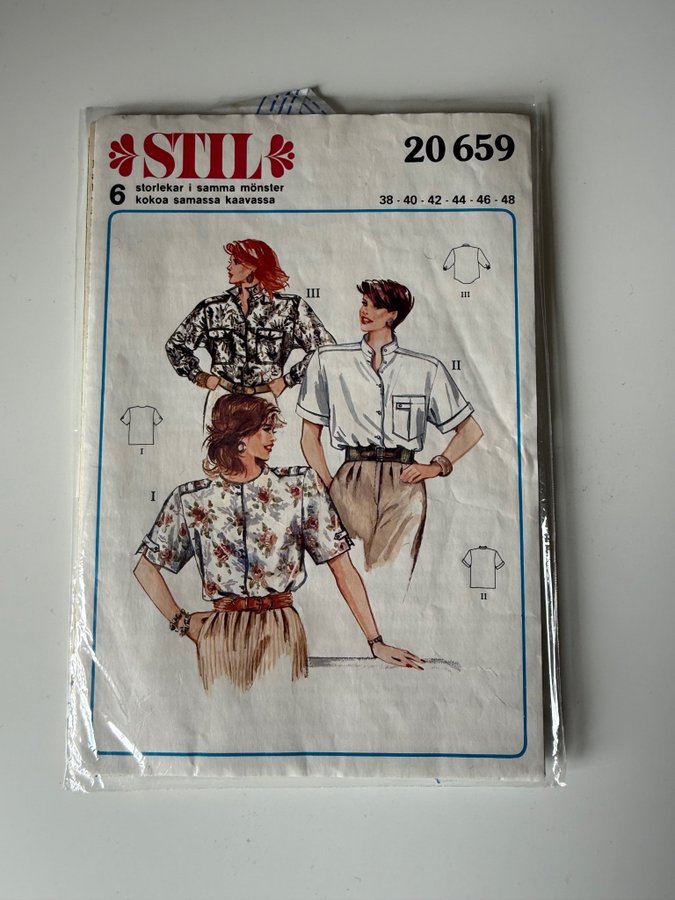 STIL
20 659
6 storlekar i samma mönster
kokoa samassa kaavassa
38 - 40 - 42 - 44 - 46 - 48
III
III
II
I
I
II